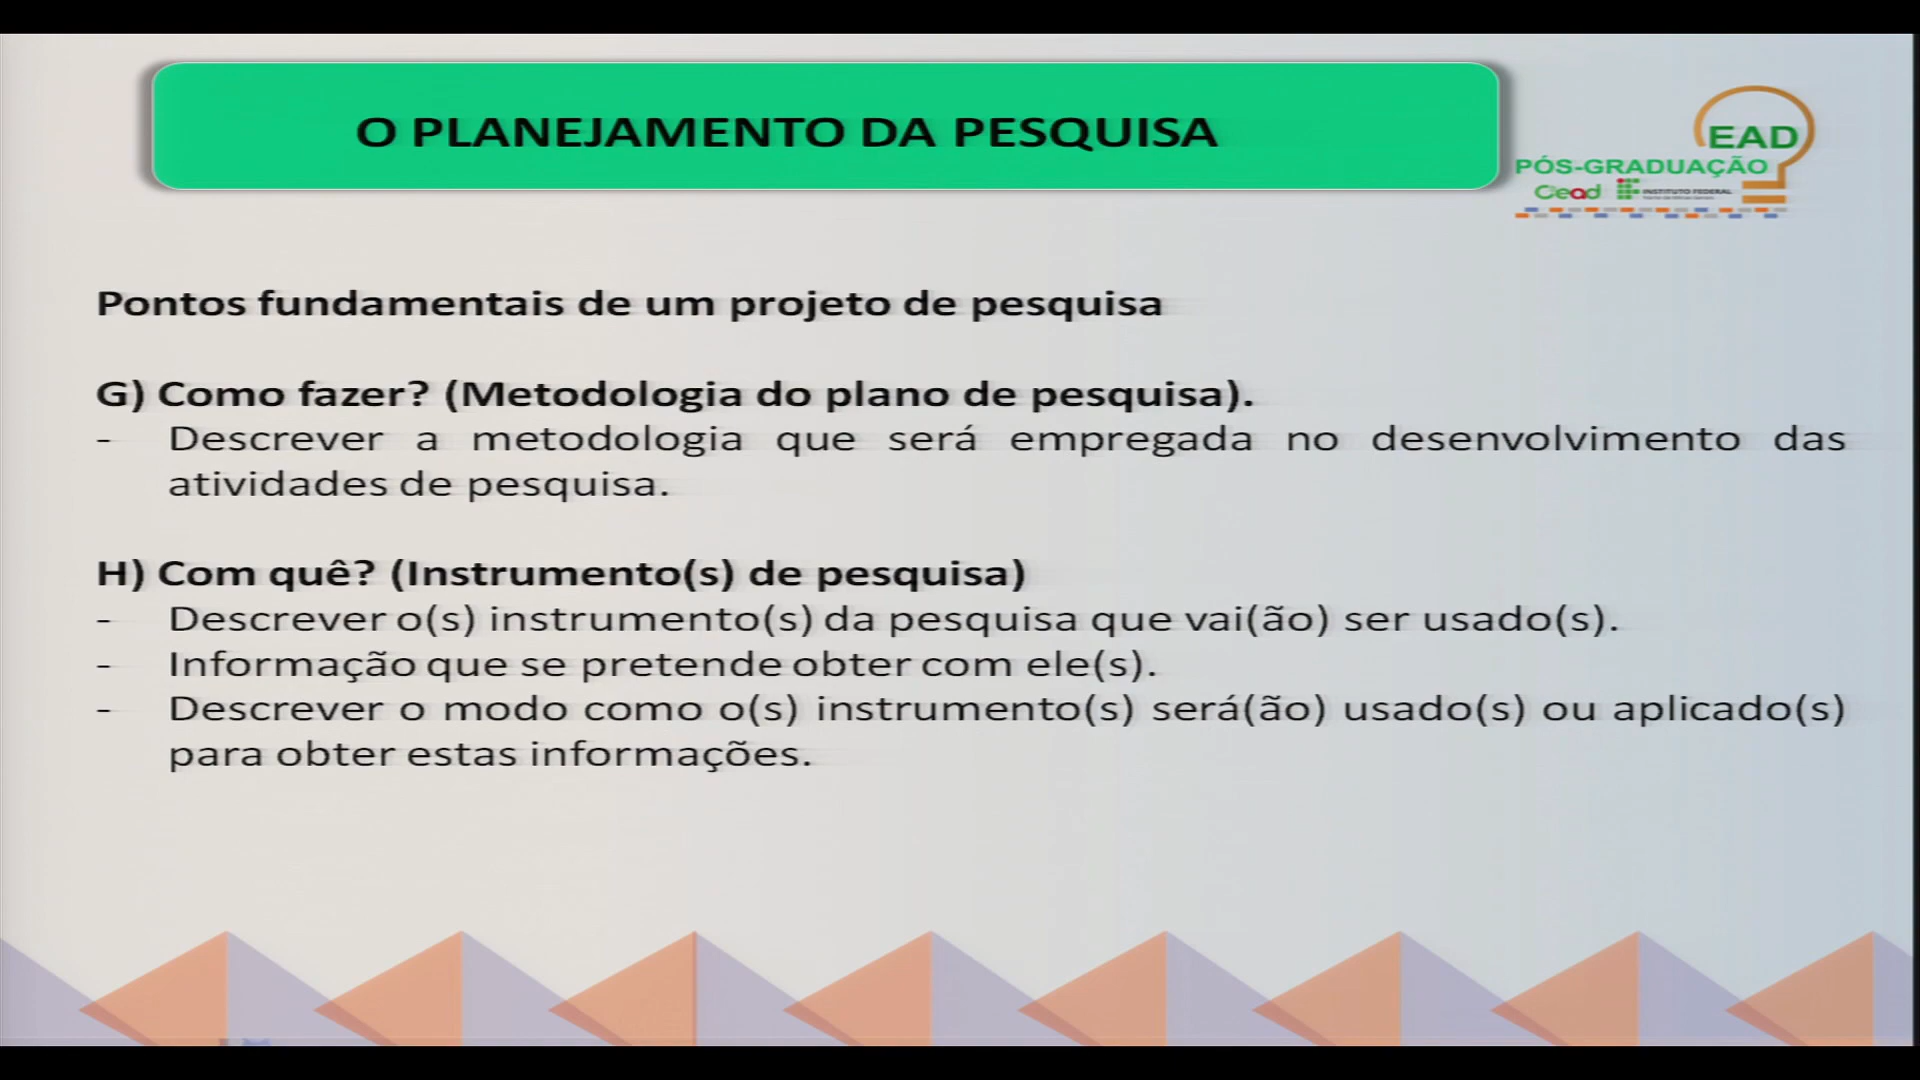 O PLANEJAMENTO DA PESQUISA
EAD
PÓS-GRADUAÇÃO
Cead
INSTITUTO FEDERAL
Pontos fundamentais de um projeto de pesquisa
G) Como fazer? (Metodologia do plano de pesquisa).
- Descrever a metodologia que será empregada no desenvolvimento das
atividades de pesquisa.
H) Com quê? (Instrumento(s) de pesquisa)
- Descrever o(s) instrumento(s) da pesquisa que vai(ão) ser usado(s).
- Informação que se pretende obter com ele(s).
- Descrever o modo como o(s) instrumento(s) será(ão) usado(s) ou aplicado(s)
para obter estas informações.